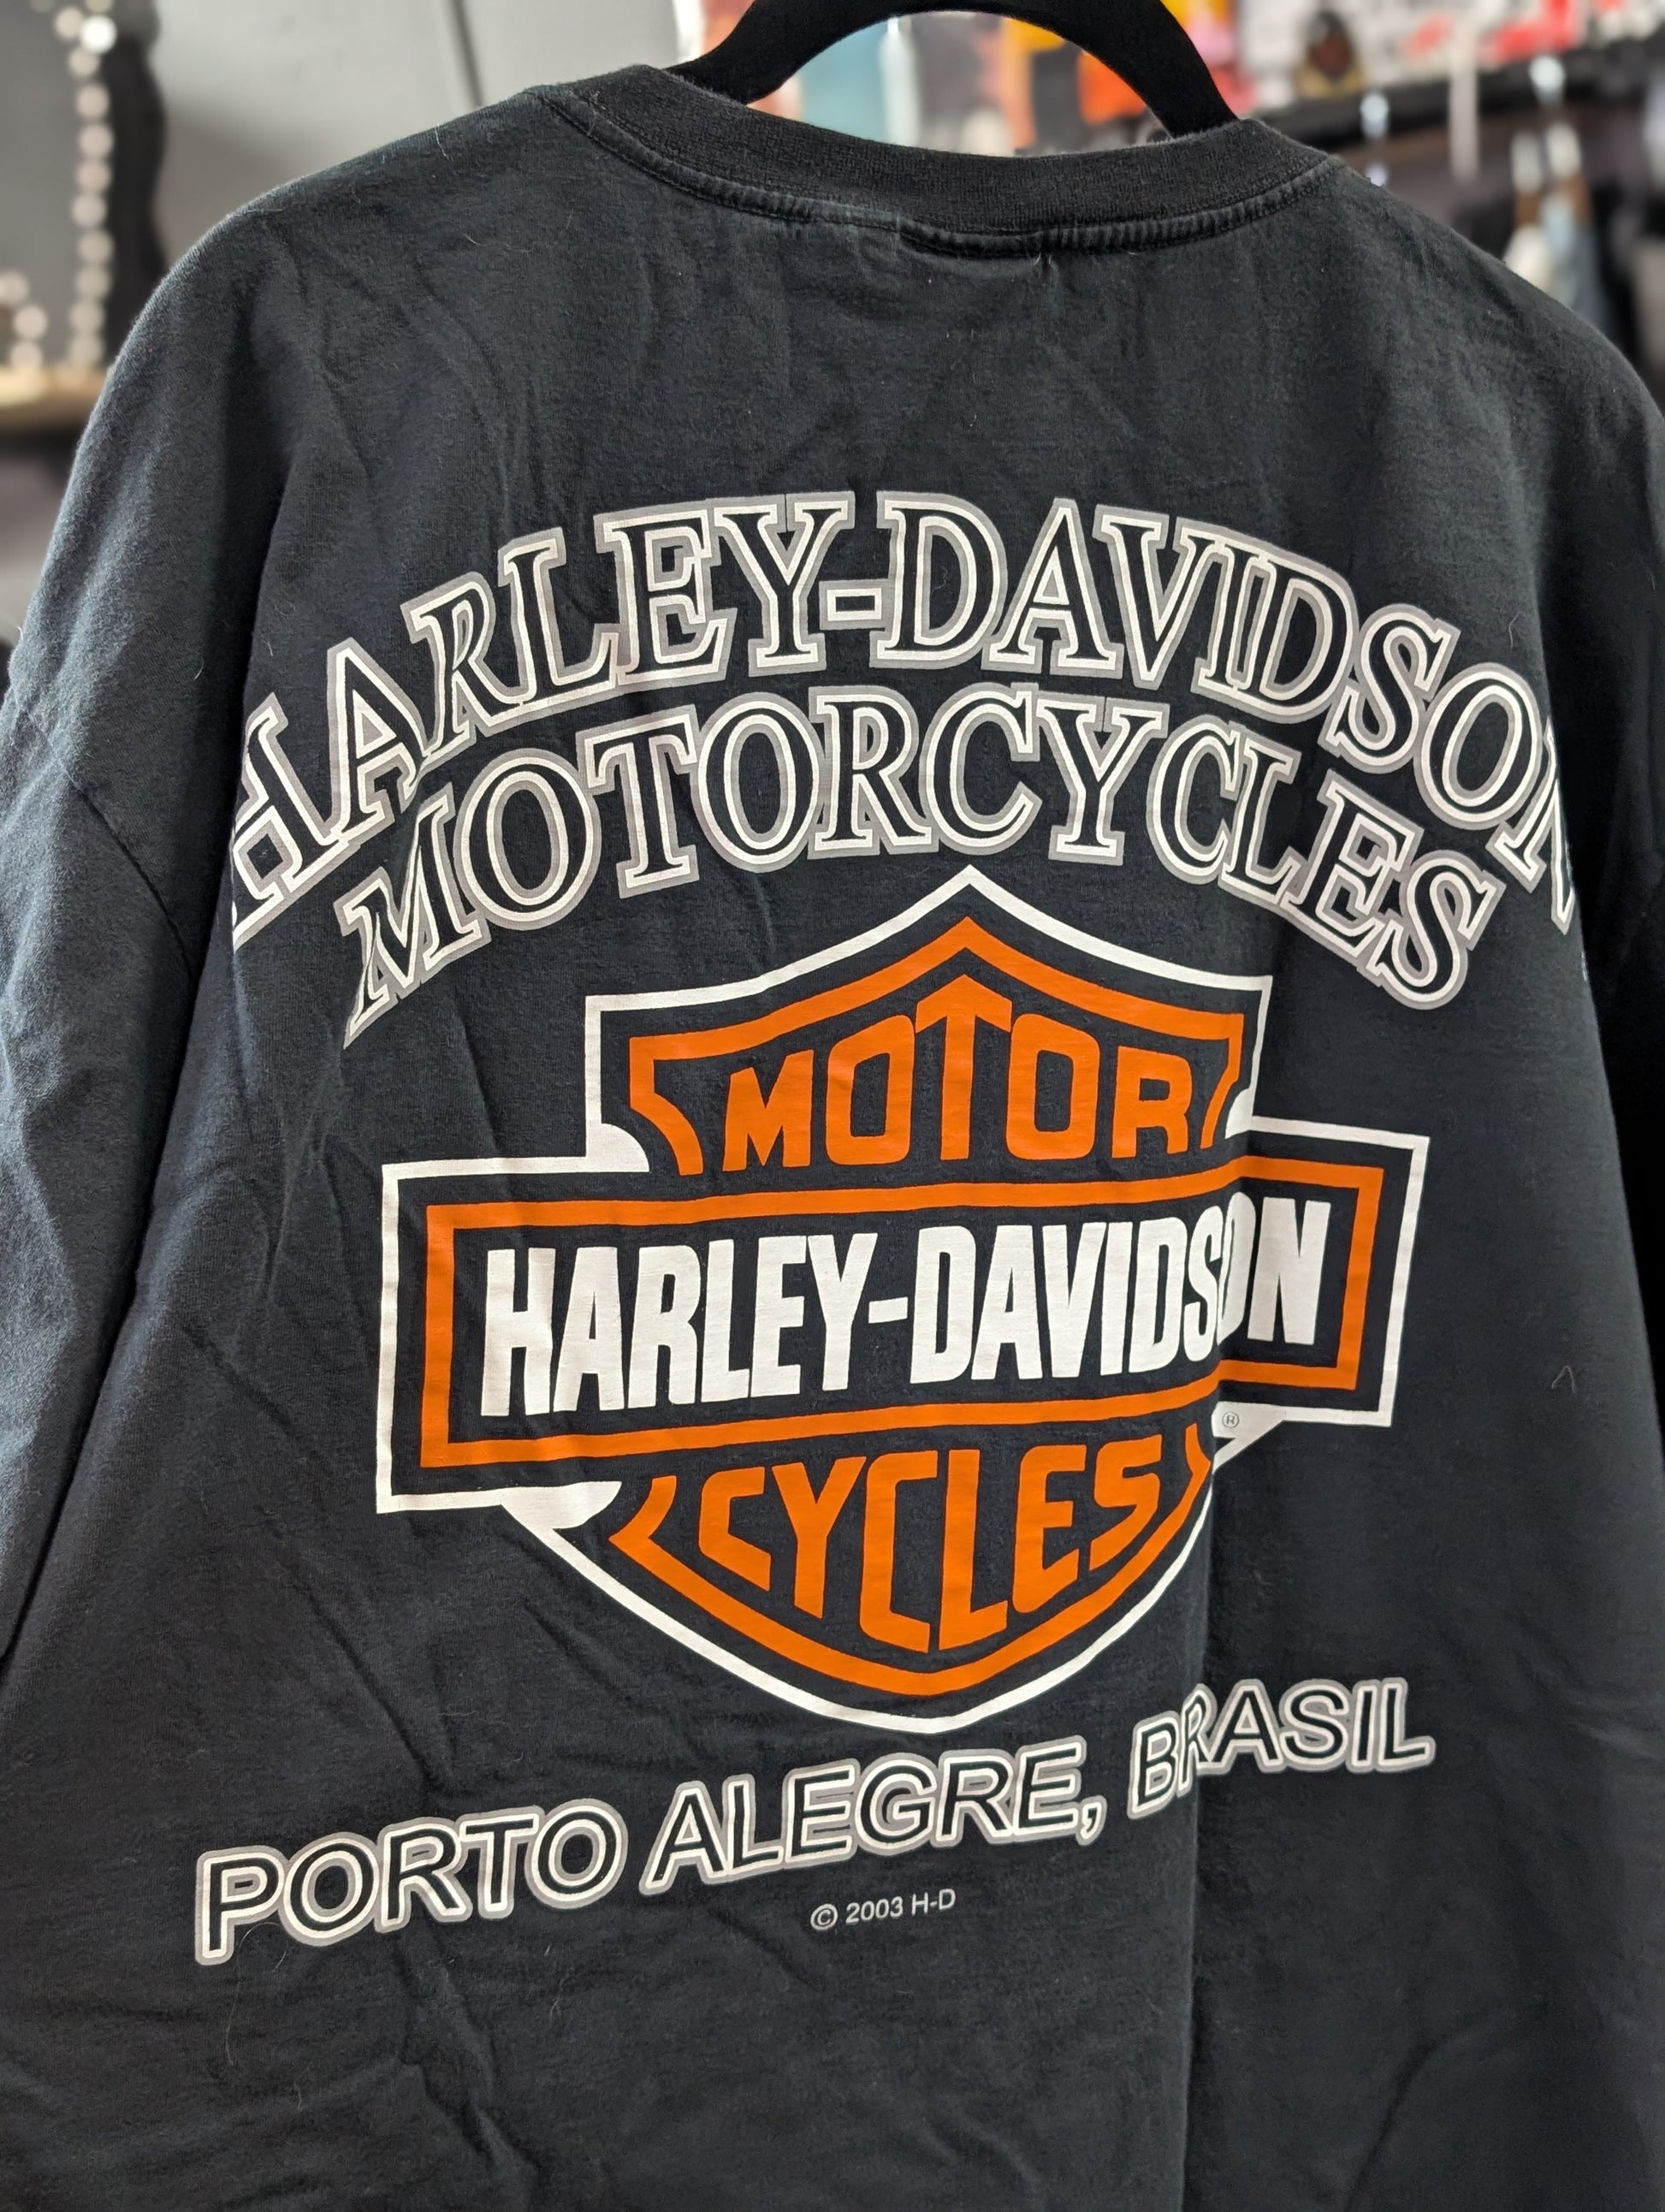 HARLEY-DAVIDSON
MOTORCYCLES
MOTOR
HARLEY-DAVIDSON
®
CYCLES
PORTO ALEGRE, BRASIL
© 2003 H-D